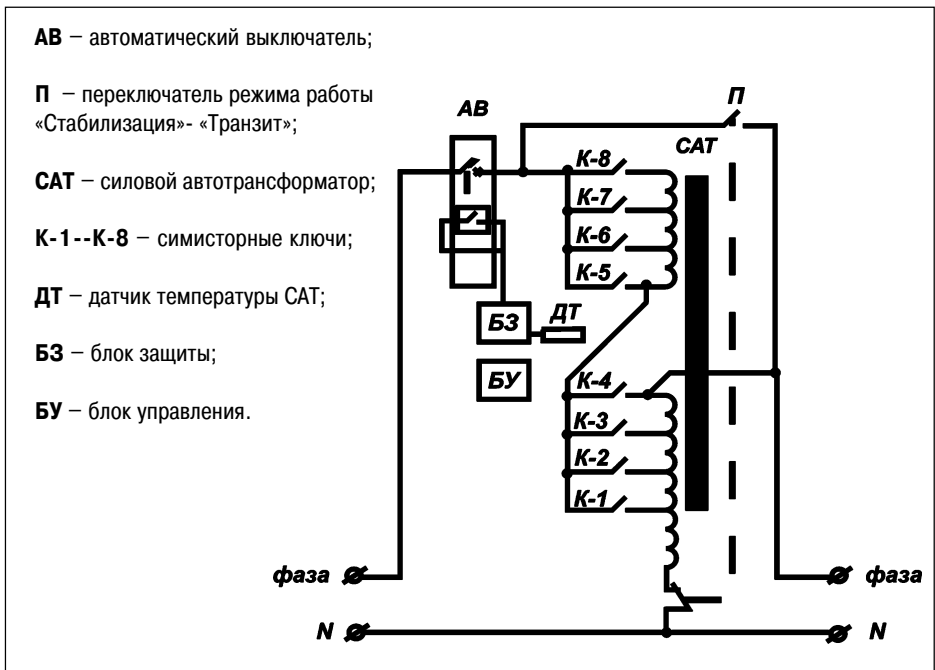 АВ – автоматический выключатель;
П – переключатель режима работы
«Стабилизация»- «Транзит»;
САТ – силовой автотрансформатор;
К-1--К-8 – симисторные ключи;
ДТ – датчик температуры САТ;
БЗ – блок защиты;
БУ – блок управления.
АВ
П
САТ
К-8
К-7
К-6
К-5
БЗ
ДТ
БУ
К-4
К-3
К-2
К-1
фаза
фаза
N
N